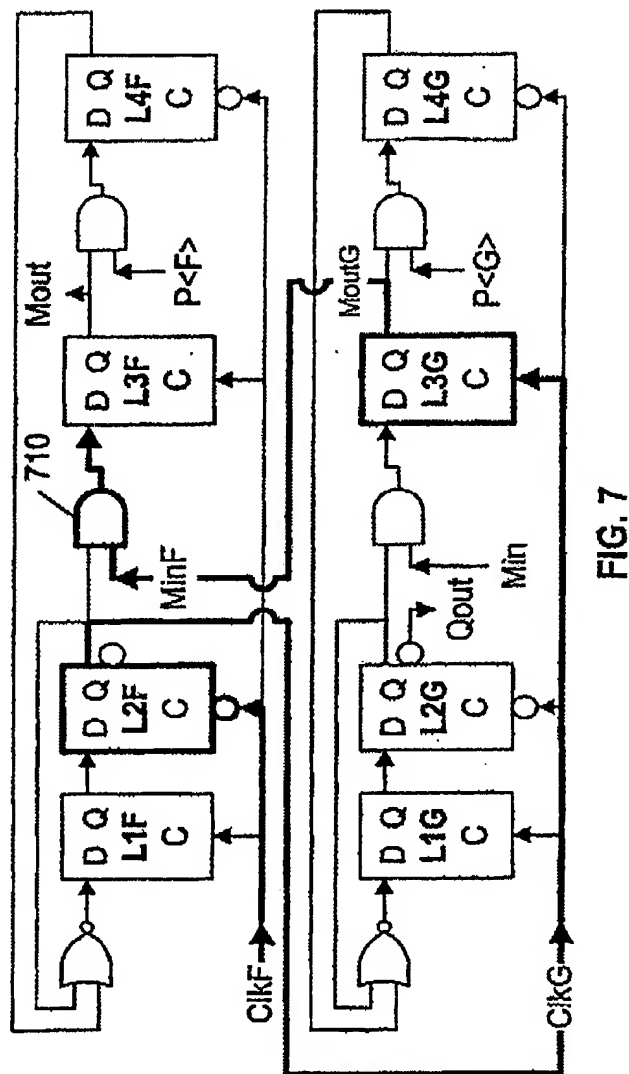 D Q
L1F
C
D Q
L2F
C
710
MinF
D Q
L3F
C
Mout
P<F>
D Q
L4F
C
ClkF
D Q
L1G
C
D Q
L2G
C
Qout
Min
D Q
L3G
C
MoutG
P<G>
D Q
L4G
C
ClkG
FIG. 7